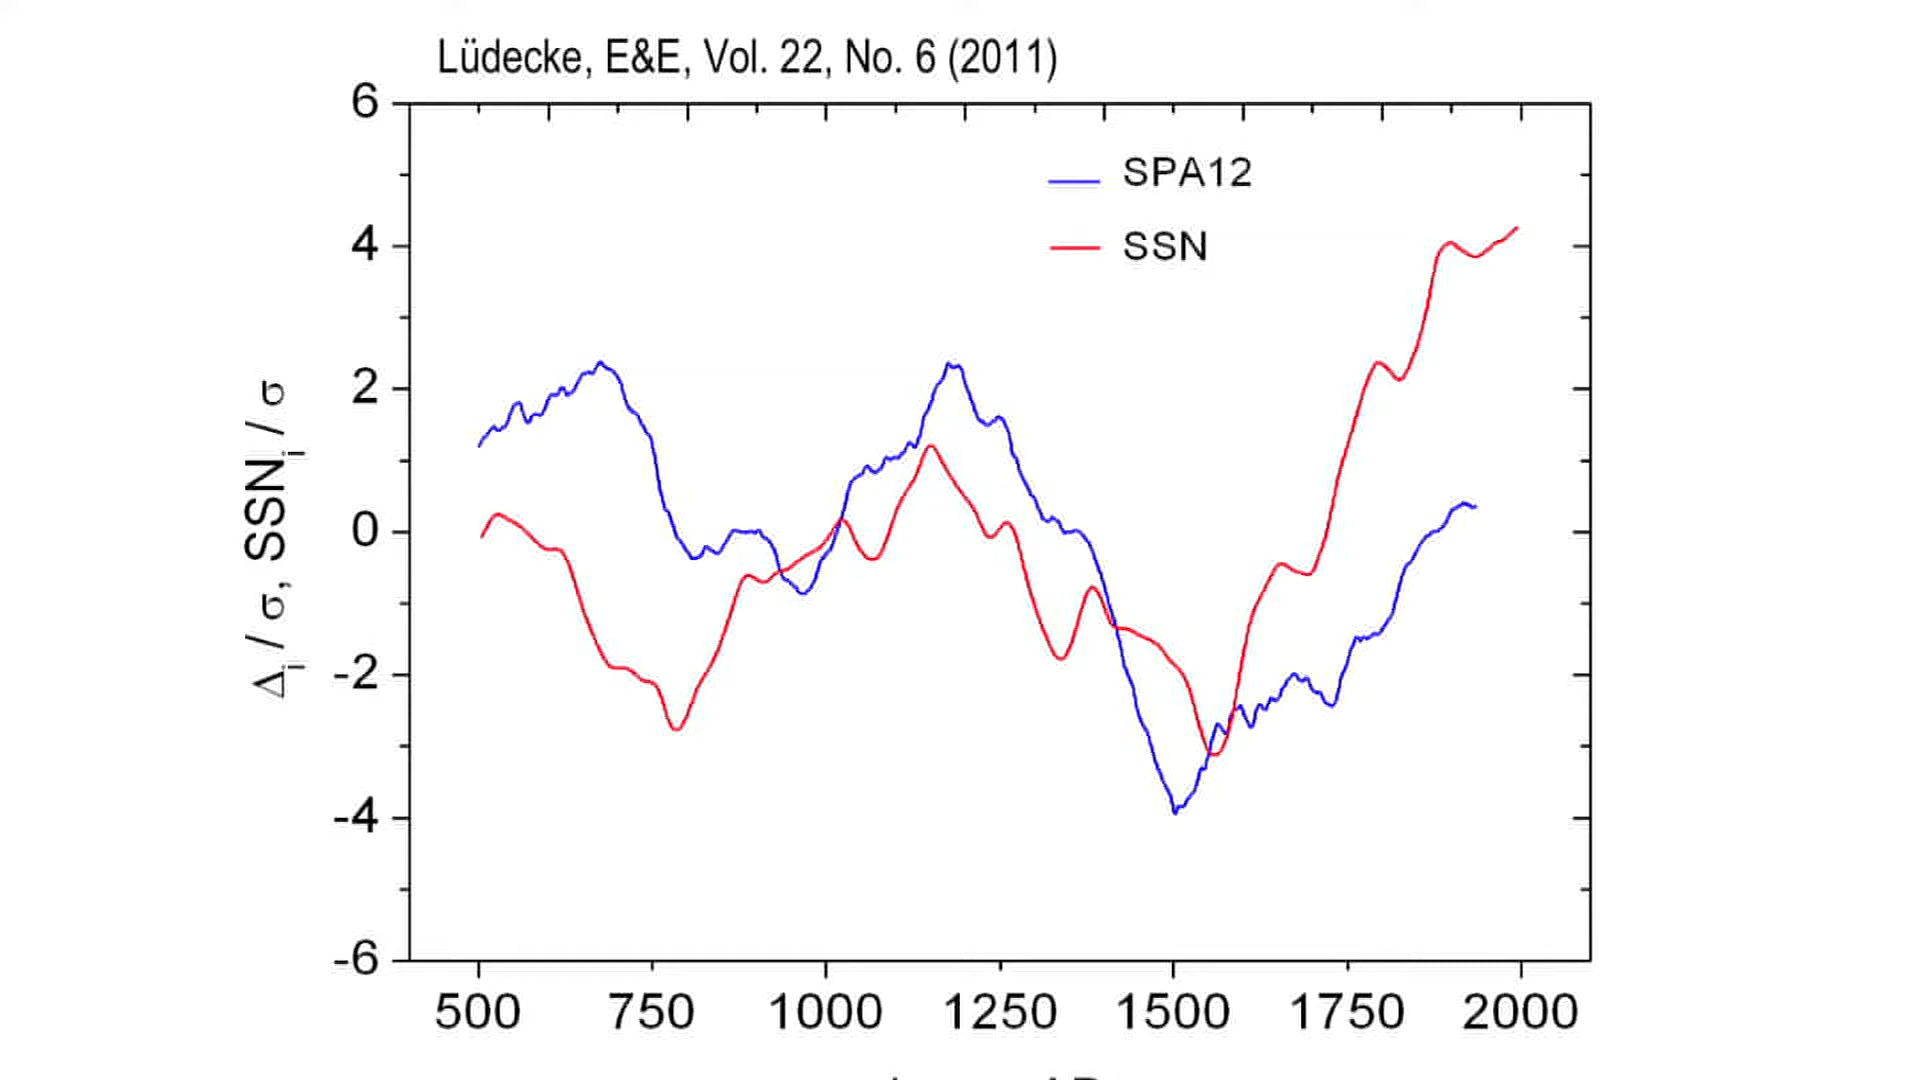 Lüdecke, E&E, Vol. 22, No. 6 (2011)
SPA12
SSN
6
4
2
0
-2
-4
-6
Δi / σ, SSNi / σ
500 750 1000 1250 1500 1750 2000